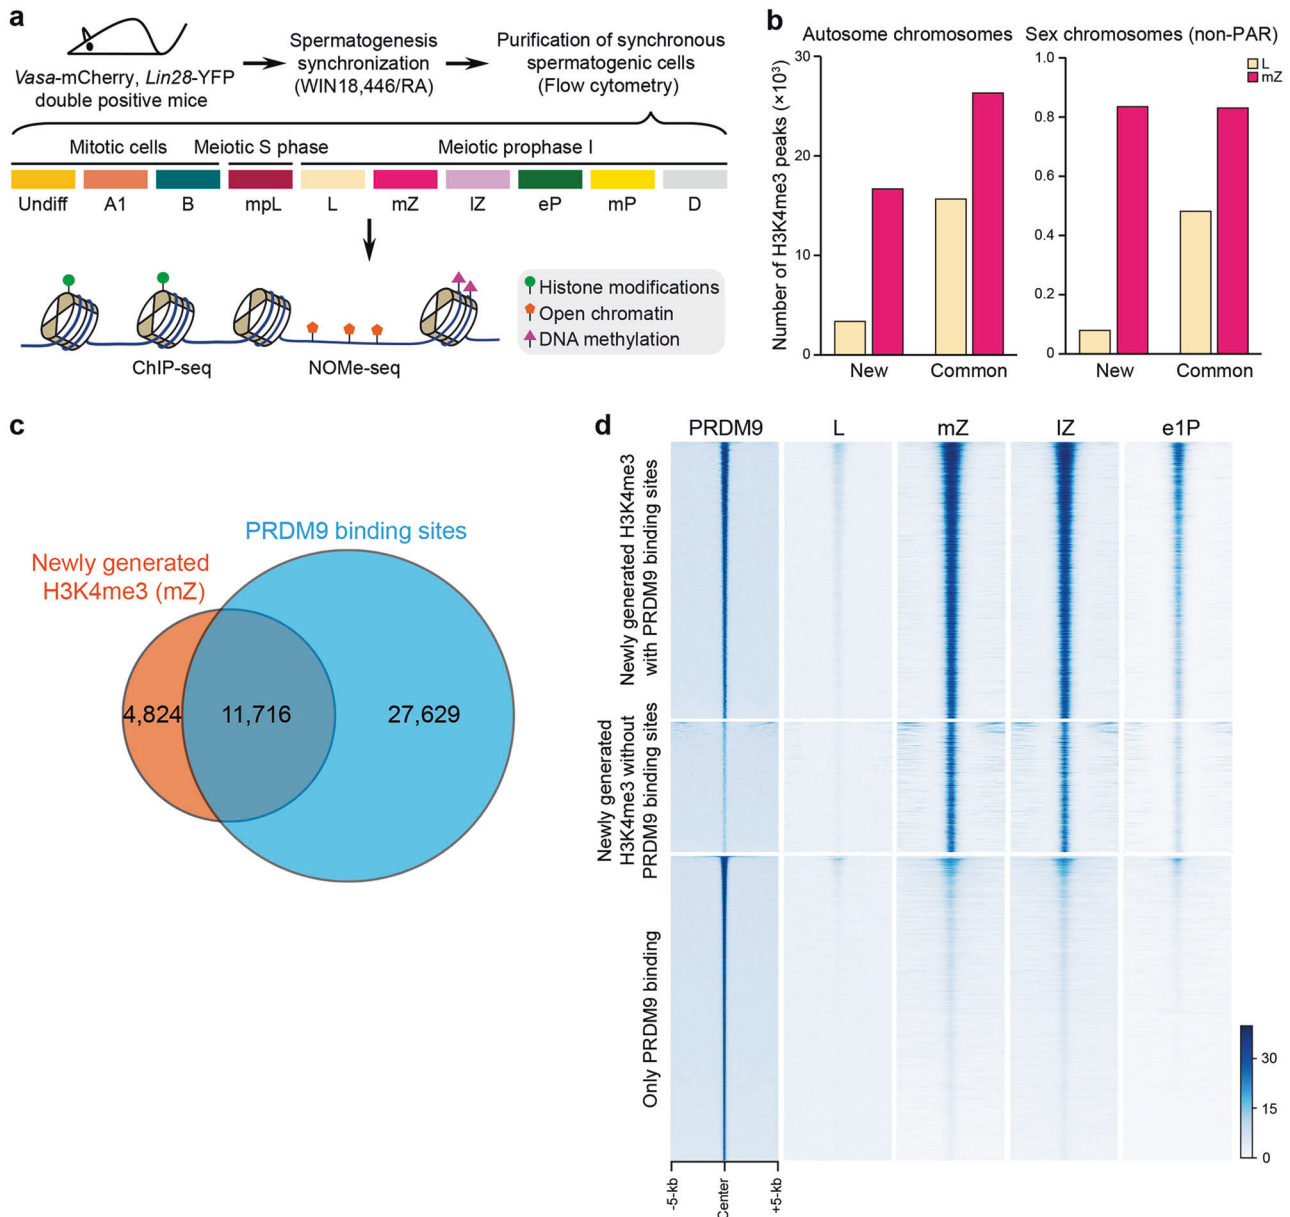 a
Vasa-mCherry, Lin28-YFP
double positive mice
Spermatogenesis
synchronization
(WIN18,446/RA)
Purification of synchronous
spermatogenic cells
(Flow cytometry)
Mitotic cells
Meiotic S phase
Meiotic prophase I
Undiff
A1
B
mpL
L
mZ
lZ
eP
mP
D
Histone modifications
Open chromatin
DNA methylation
ChIP-seq
NOMe-seq
b
Autosome chromosomes
Sex chromosomes (non-PAR)
L
mZ
Number of H3K4me3 peaks (×10³)
30
20
10
0
New
Common
1.0
0.8
0.6
0.4
0.2
0
New
Common
c
PRDM9 binding sites
Newly generated
H3K4me3 (mZ)
4,824
11,716
27,629
d
PRDM9
L
mZ
lZ
e1P
Newly generated H3K4me3
with PRDM9 binding sites
Newly generated
H3K4me3 without
PRDM9 binding sites
Only PRDM9 binding
30
15
0
-5-kb
Center
+5-kb